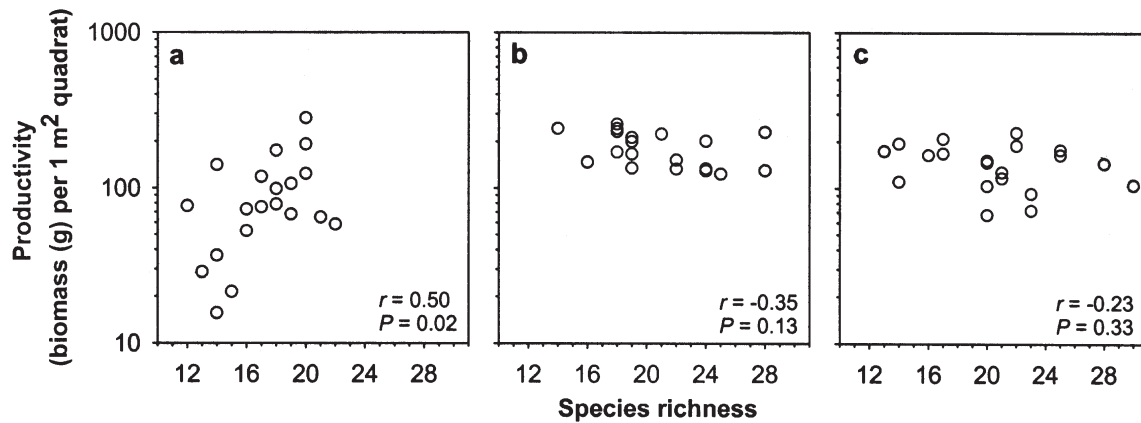 Productivity
(biomass (g) per 1 m² quadrat)
1000
100
10
a
r = 0.50
P = 0.02
12 16 20 24 28
b
r = -0.35
P = 0.13
12 16 20 24 28
c
r = -0.23
P = 0.33
12 16 20 24 28
Species richness